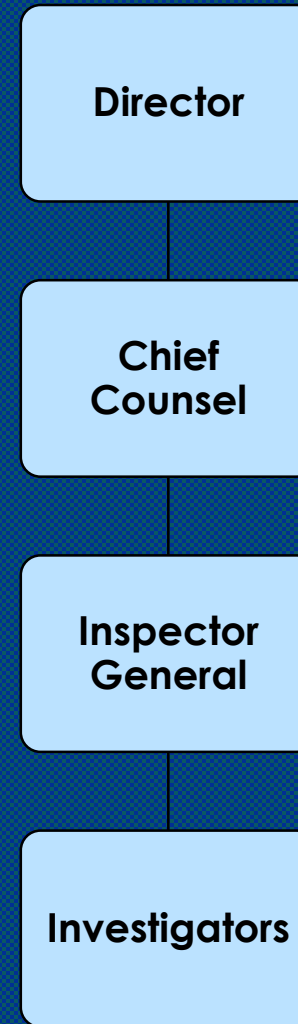 Director
Chief
Counsel
Inspector
General
Investigators